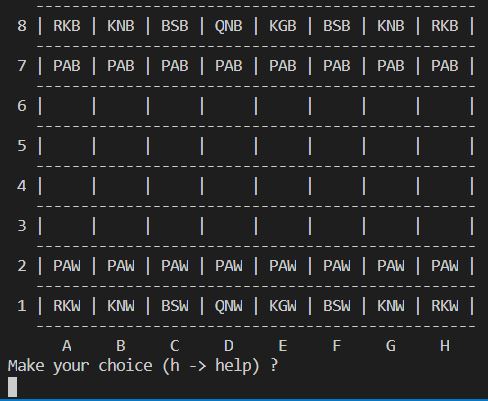 8 | RKB | KNB | BSB | QNB | KGB | BSB | KNB | RKB |
7 | PAB | PAB | PAB | PAB | PAB | PAB | PAB | PAB |
6 |     |     |     |     |     |     |     |     |
5 |     |     |     |     |     |     |     |     |
4 |     |     |     |     |     |     |     |     |
3 |     |     |     |     |     |     |     |     |
2 | PAW | PAW | PAW | PAW | PAW | PAW | PAW | PAW |
1 | RKW | KNW | BSW | QNW | KGW | BSW | KNW | RKW |
A B C D E F G H
Make your choice (h -> help) ?